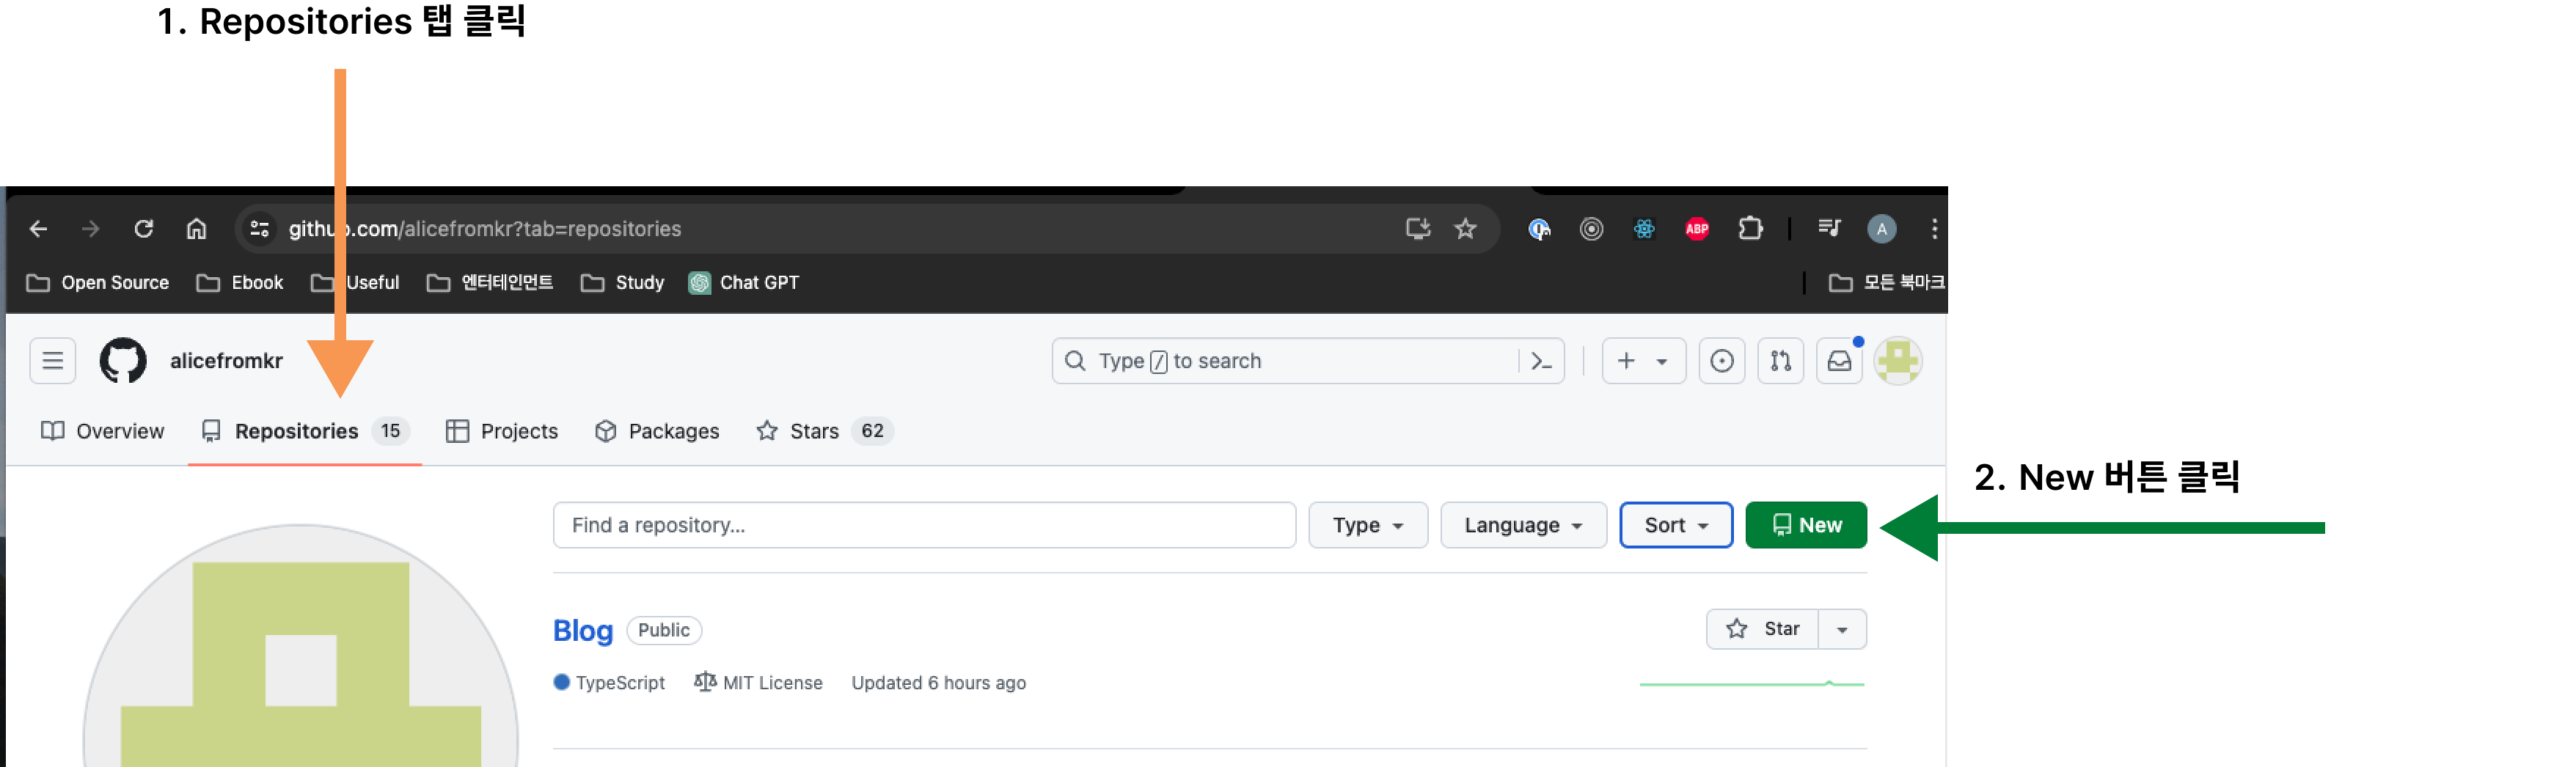 1. Repositories 탭 클릭
github.com/alicefromkr?tab=repositories
ABP
A
Open Source
Ebook
Useful
엔터테인먼트
Study
Chat GPT
모든 북마크
alicefromkr
Type / to search
Overview
Repositories 15
Projects
Packages
Stars 62
2. New 버튼 클릭
Find a repository...
Type
Language
Sort
New
Blog
Public
Star
TypeScript
MIT License
Updated 6 hours ago